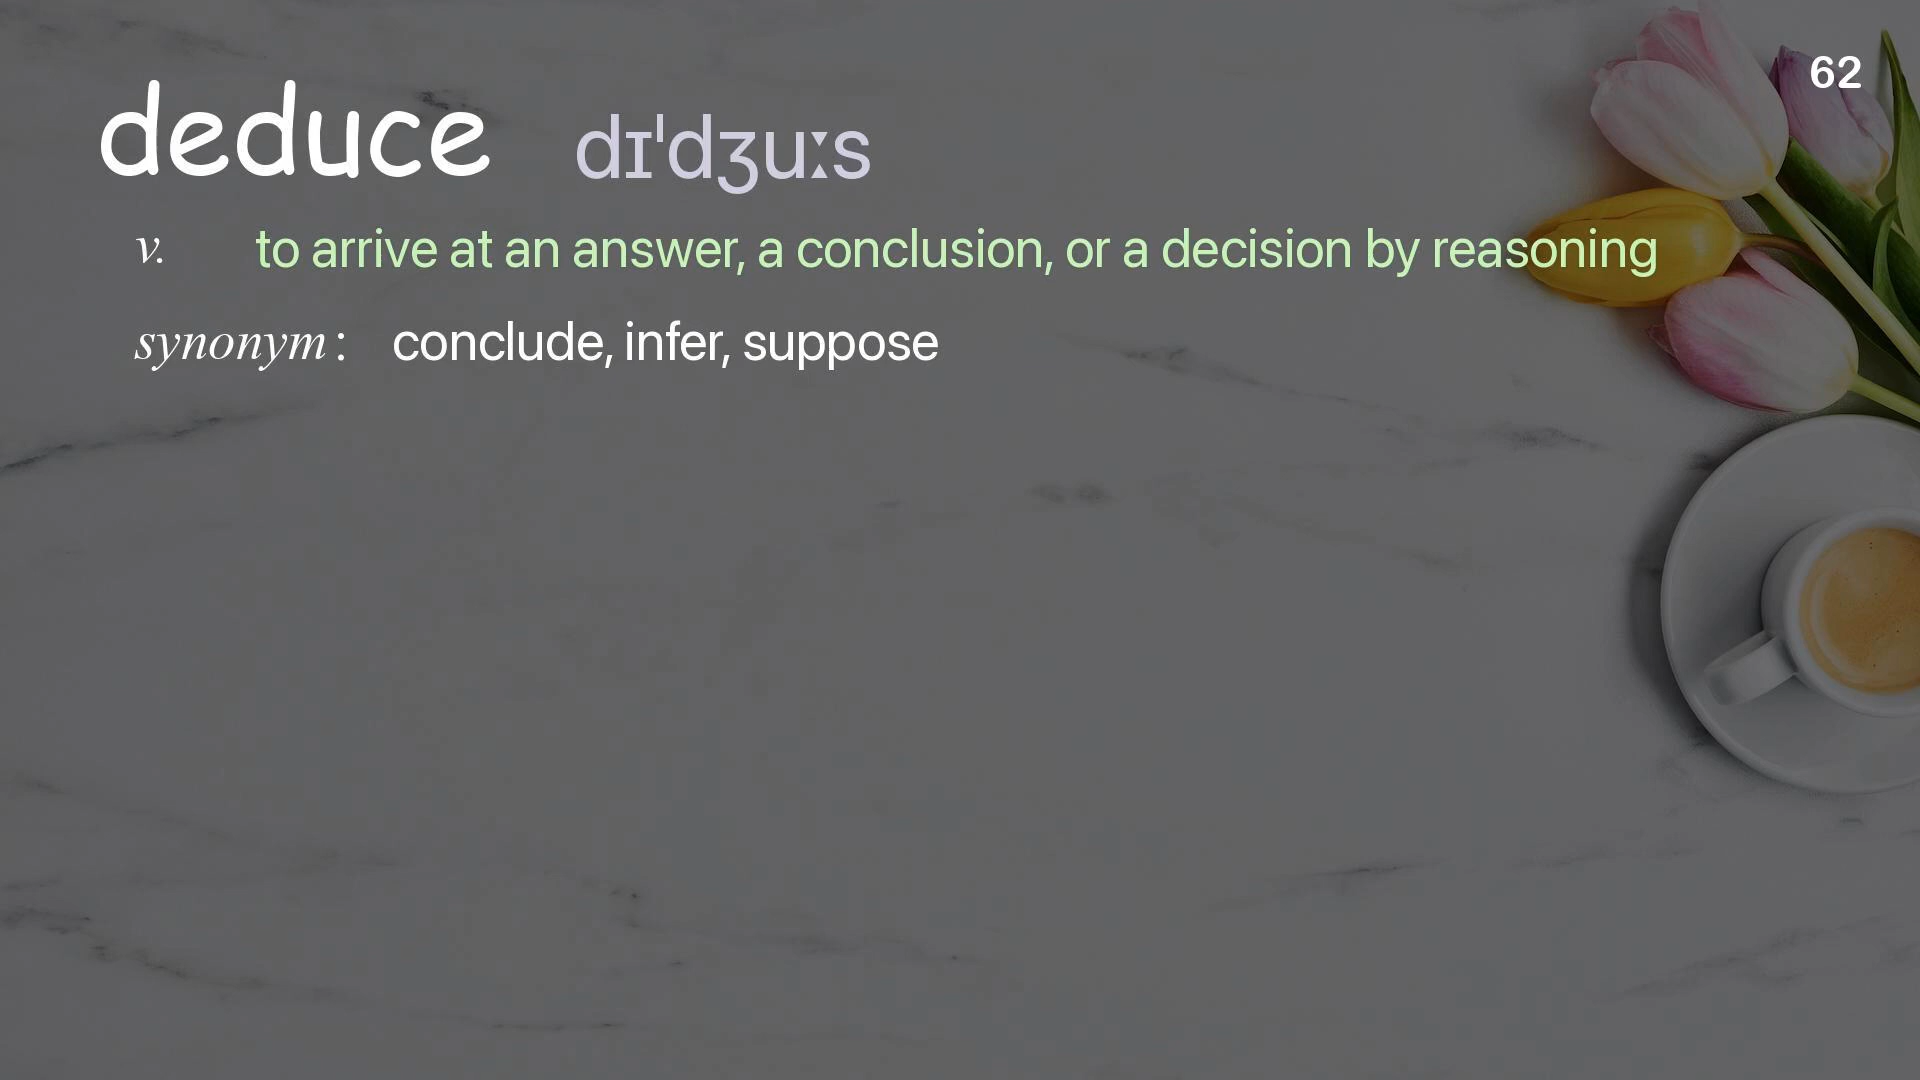 62
deduce dɪˈdʒuːs
v. to arrive at an answer, a conclusion, or a decision by reasoning
synonym: conclude, infer, suppose